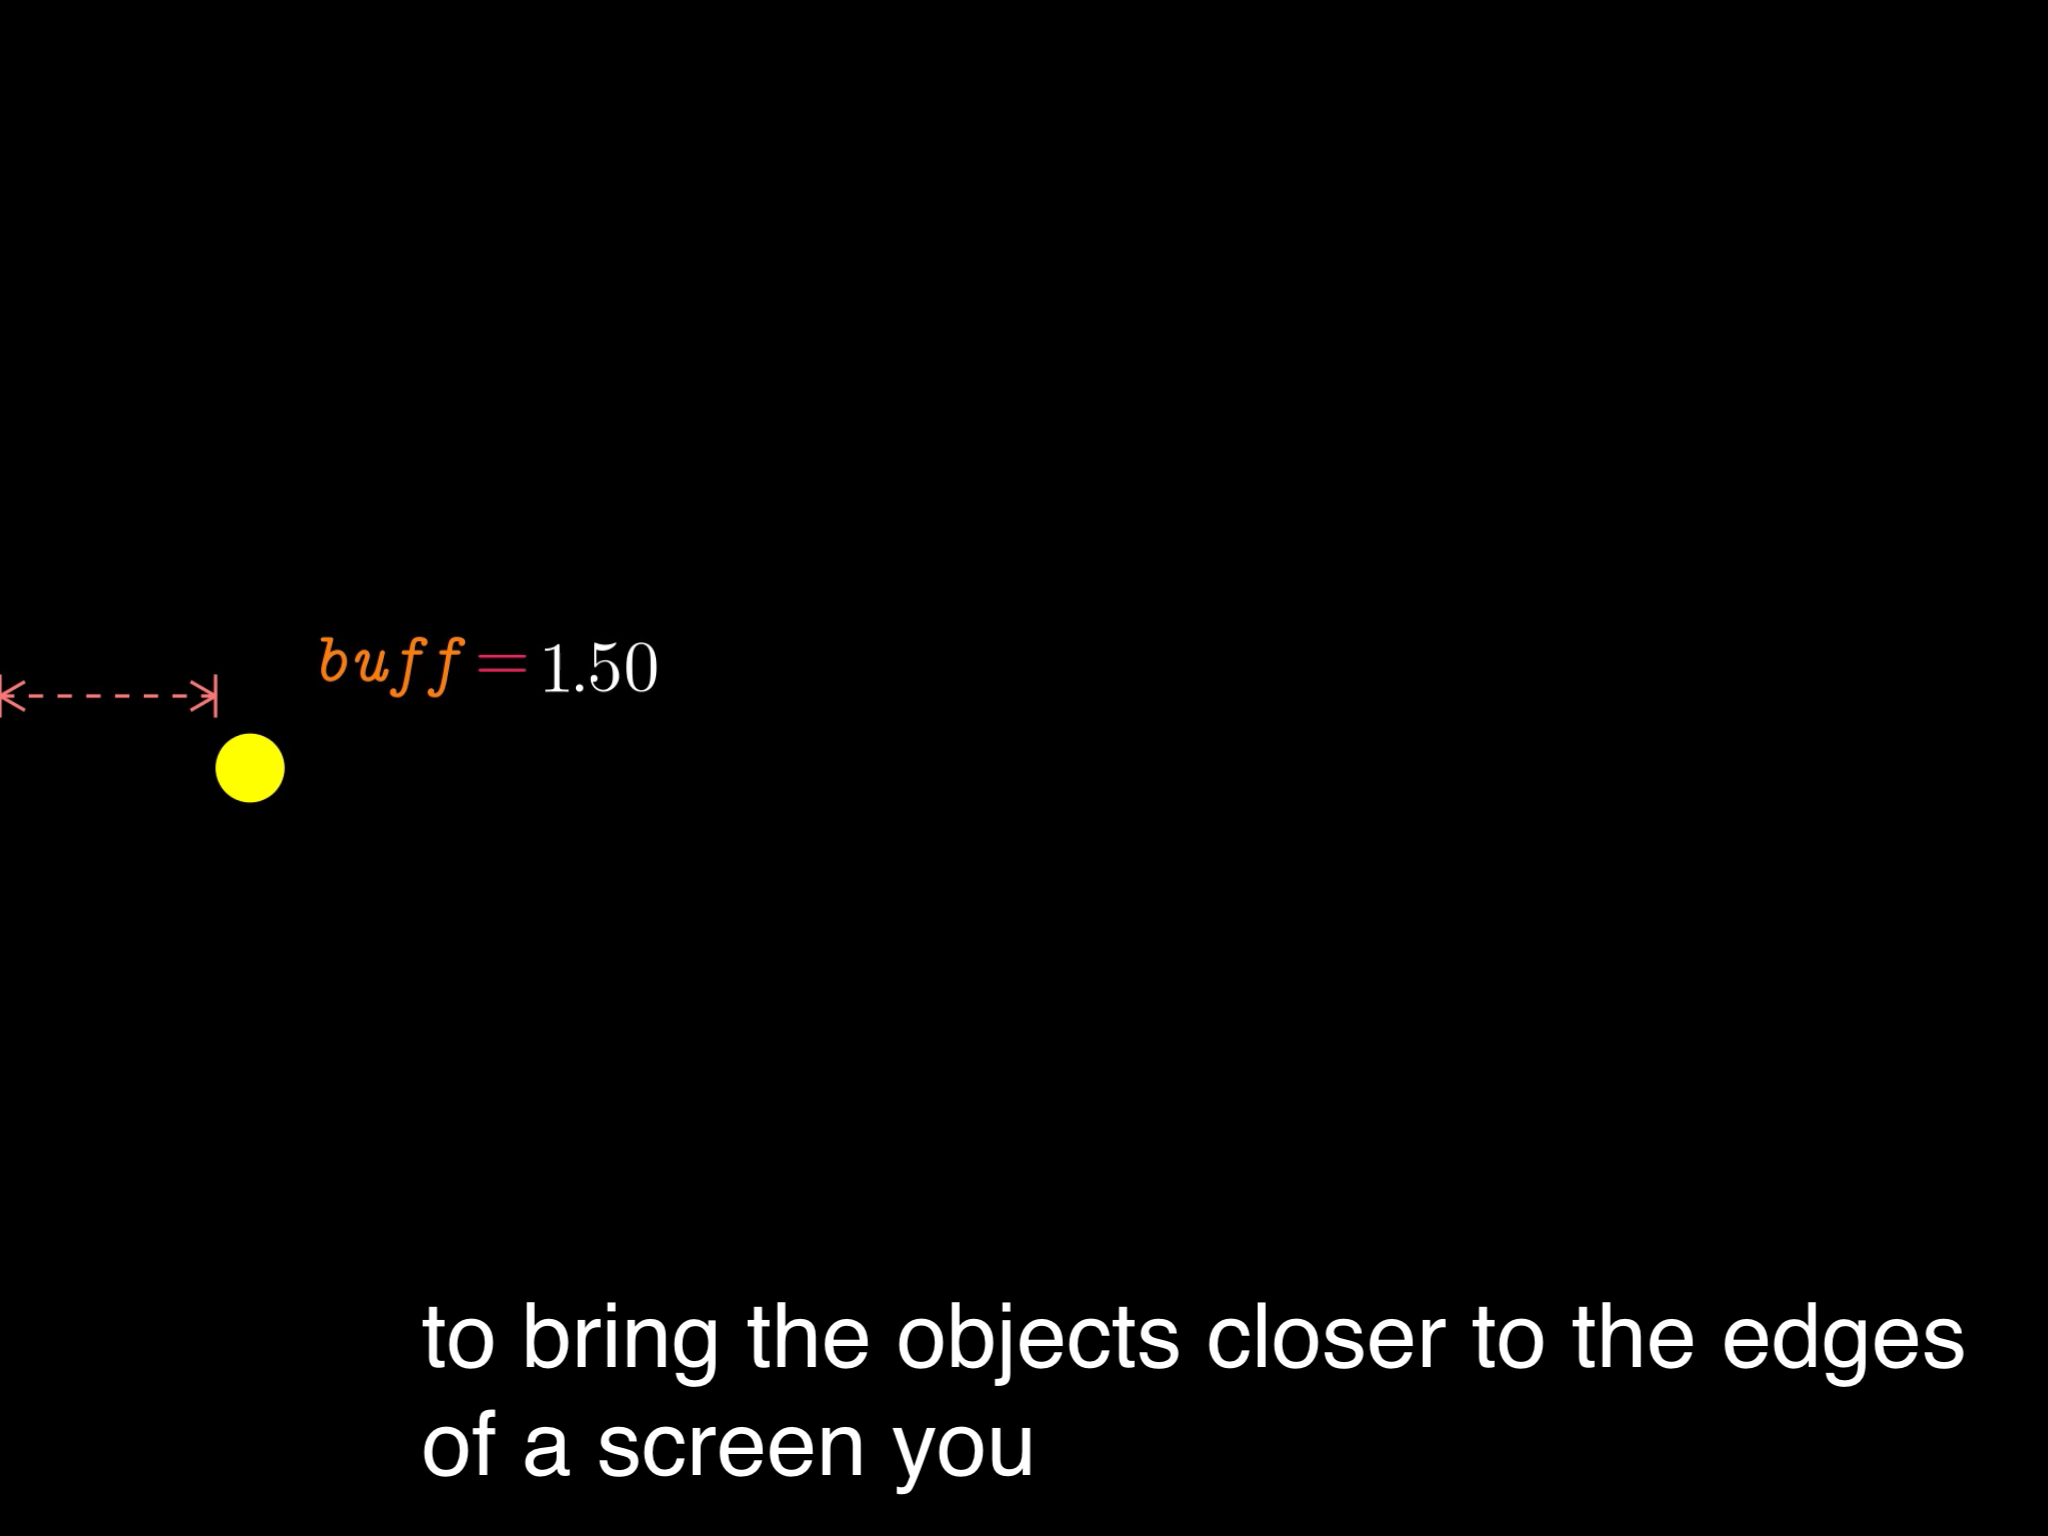 buff = 1.50
to bring the objects closer to the edges
of a screen you